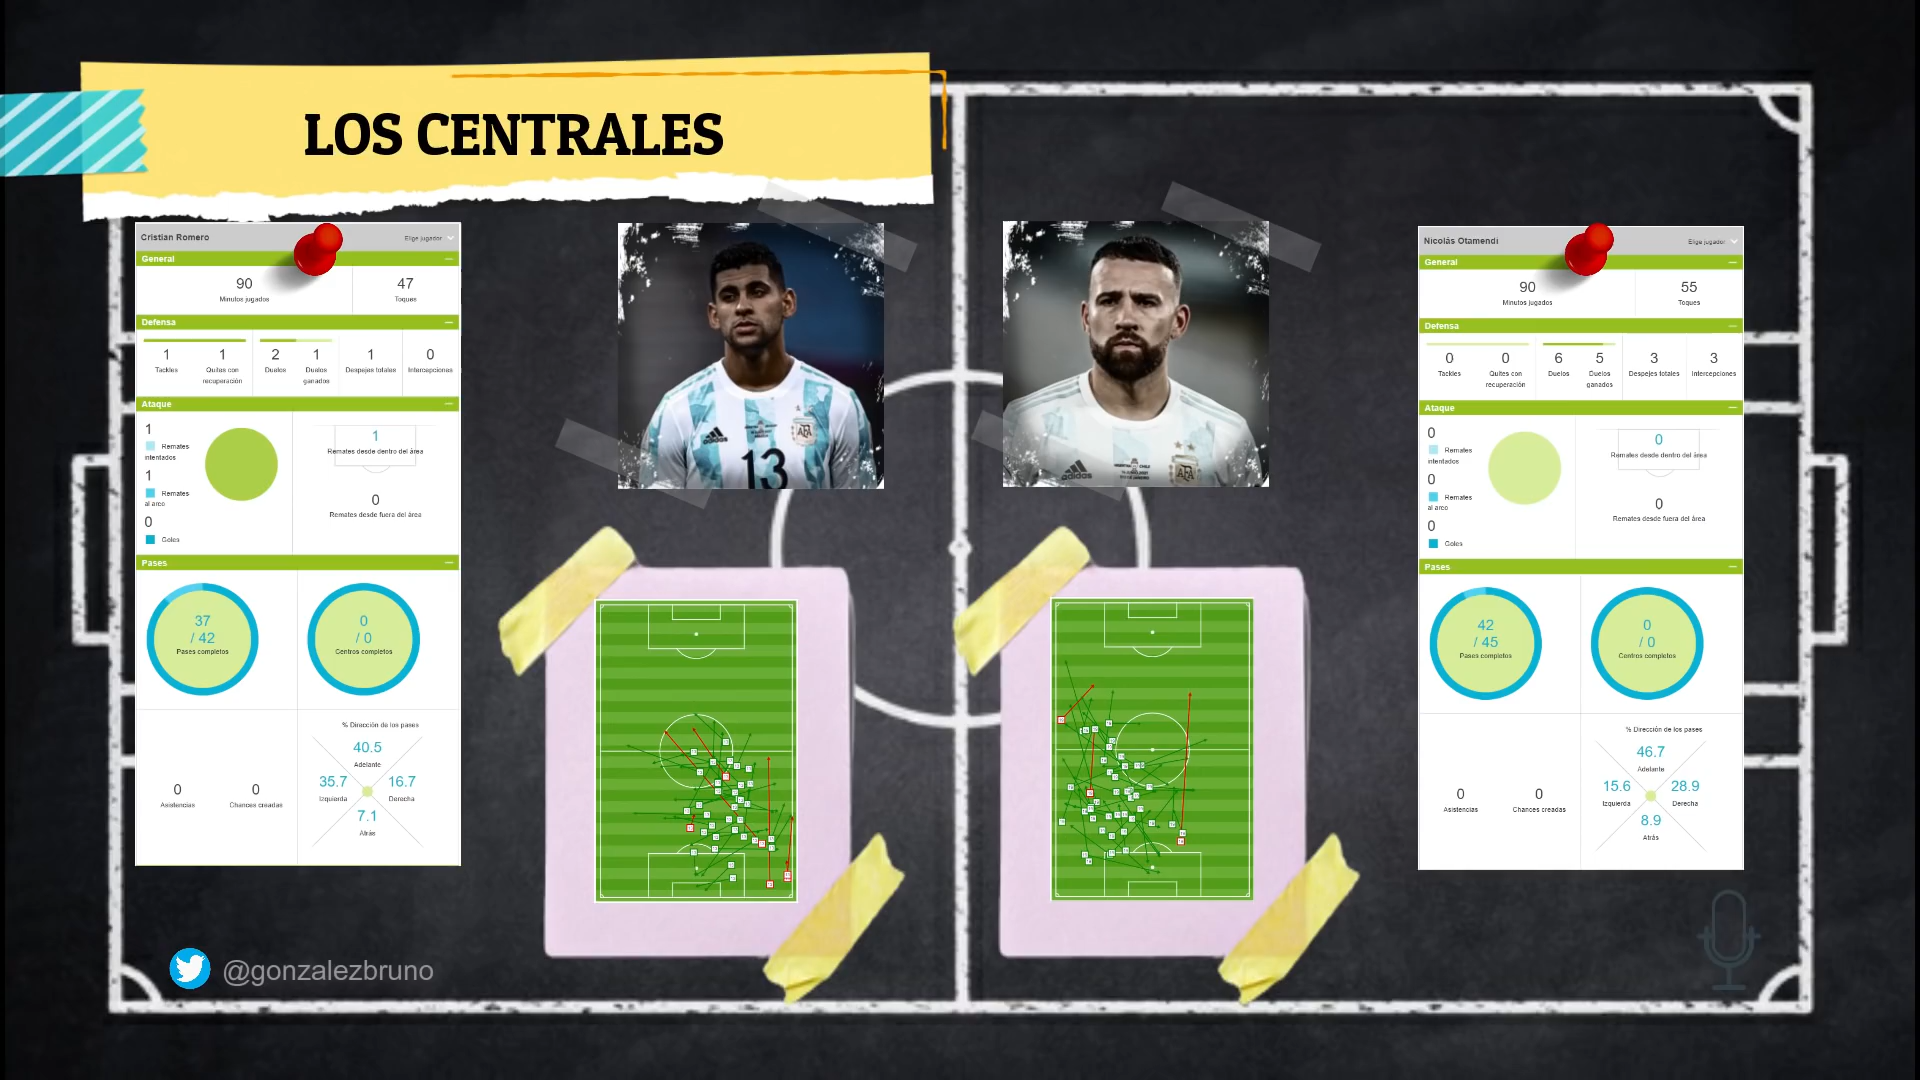 LOS CENTRALES
Cristian Romero
Elige jugador
General
90
Minutos jugados
47
Toques
Defensa
1
Tackles
1
Quites con
recuperación
2
Duelos
1
Duelos
ganados
1
Despejes totales
0
Intercepciones
Ataque
1
Remates
intentados
1
Remates
al arco
0
Goles
1
Remates desde dentro del área
0
Remates desde fuera del área
Pases
37
/ 42
Pases completos
0
/ 0
Centros completos
0
Asistencias
0
Chances creadas
% Dirección de los pases
40.5
Adelante
35.7
Izquierda
16.7
Derecha
7.1
Atrás
adidas
AFA
13
adidas
AFA
Nicolás Otamendi
Elige jugador
General
90
Minutos jugados
55
Toques
Defensa
0
Tackles
0
Quites con
recuperación
6
Duelos
5
Duelos
ganados
3
Despejes totales
3
Intercepciones
Ataque
0
Remates
intentados
0
Remates
al arco
0
Goles
0
Remates desde dentro del área
0
Remates desde fuera del área
Pases
42
/ 45
Pases completos
0
/ 0
Centros completos
0
Asistencias
0
Chances creadas
% Dirección de los pases
46.7
Adelante
15.6
Izquierda
28.9
Derecha
8.9
Atrás
@gonzalezbruno